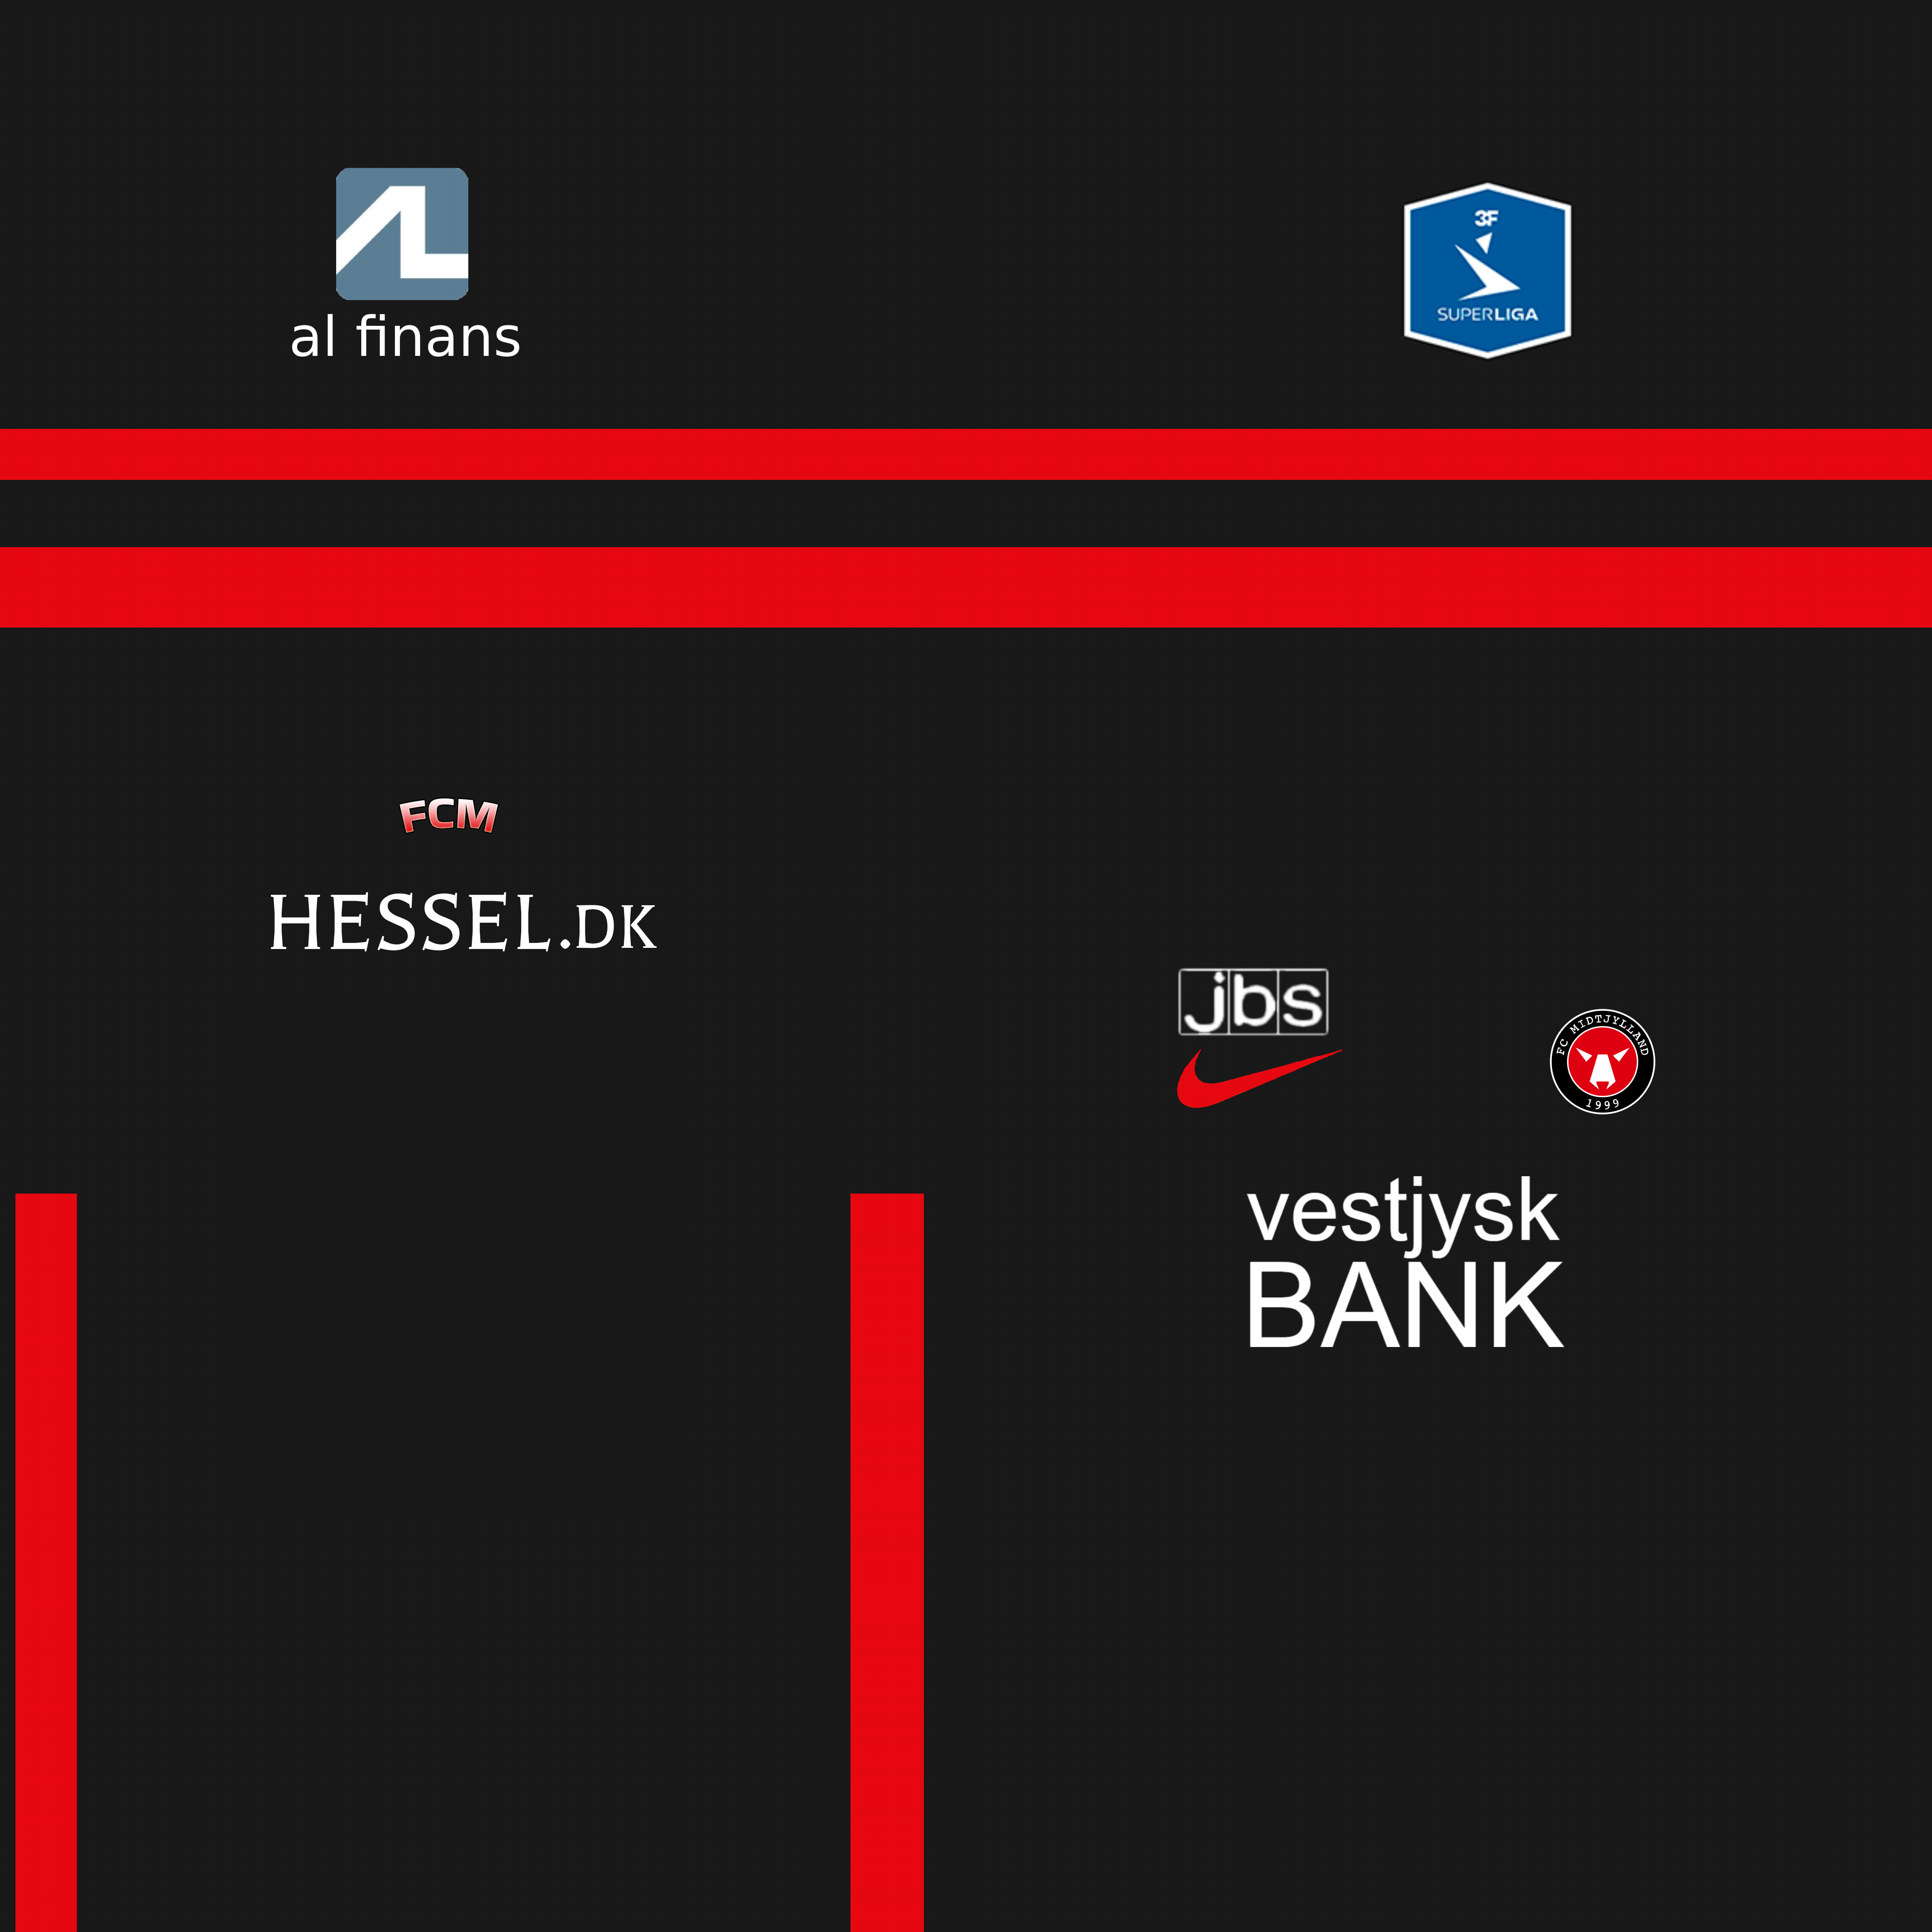 al finans
3F
SUPERLIGA
FCM
HESSEL.DK
jbs
FC MIDTJYLLAND
1999
vestjysk
BANK